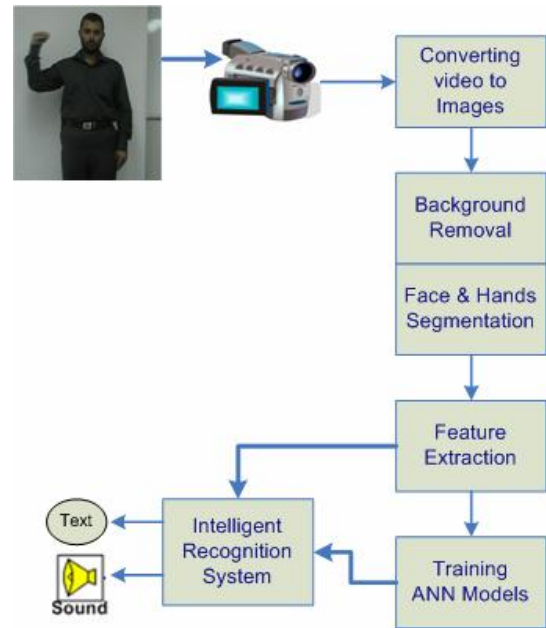 Converting
video to
Images
Background
Removal
Face & Hands
Segmentation
Feature
Extraction
Training
ANN Models
Intelligent
Recognition
System
Text
Sound